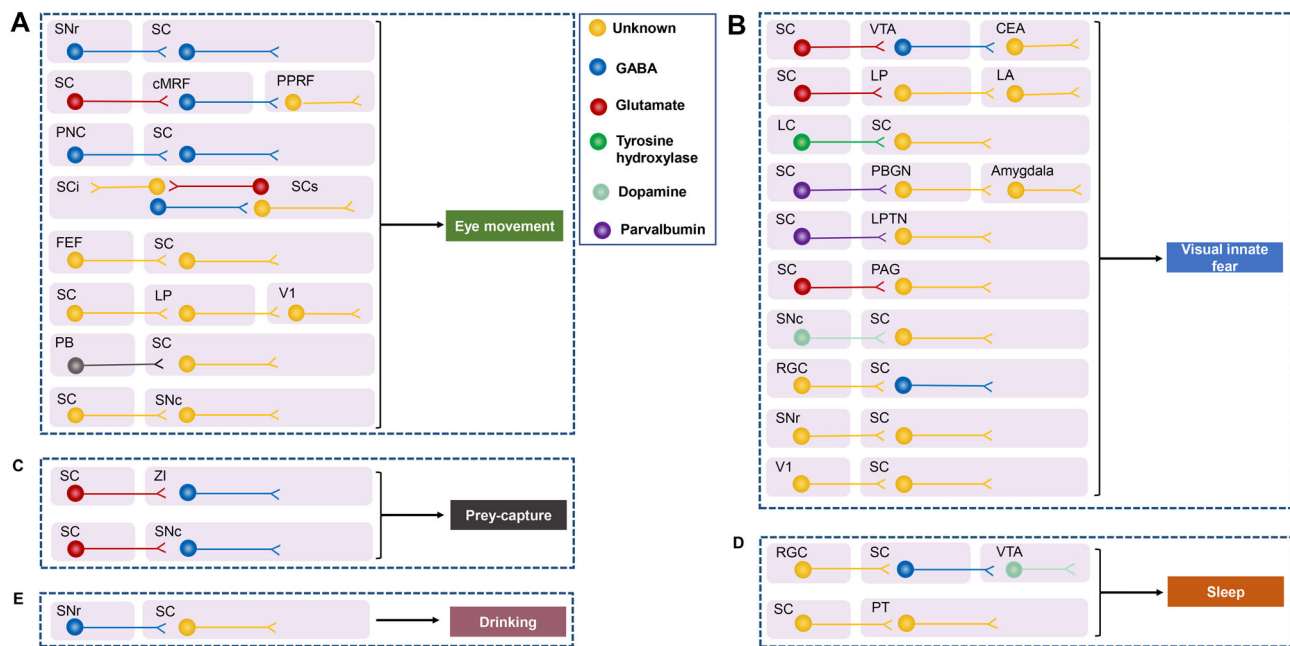 A
SNr SC
SC cMRF PPRF
PNC SC
SCi SCs
FEF SC
SC LP V1
PB SC
SC SNc
Eye movement
Unknown
GABA
Glutamate
Tyrosine
hydroxylase
Dopamine
Parvalbumin
B
SC VTA CEA
SC LP LA
LC SC
SC PBGN Amygdala
SC LPTN
SC PAG
SNc SC
RGC SC
SNr SC
V1 SC
Visual innate
fear
C
SC ZI
SC SNc
Prey-capture
D
RGC SC VTA
SC PT
Sleep
E
SNr SC
Drinking